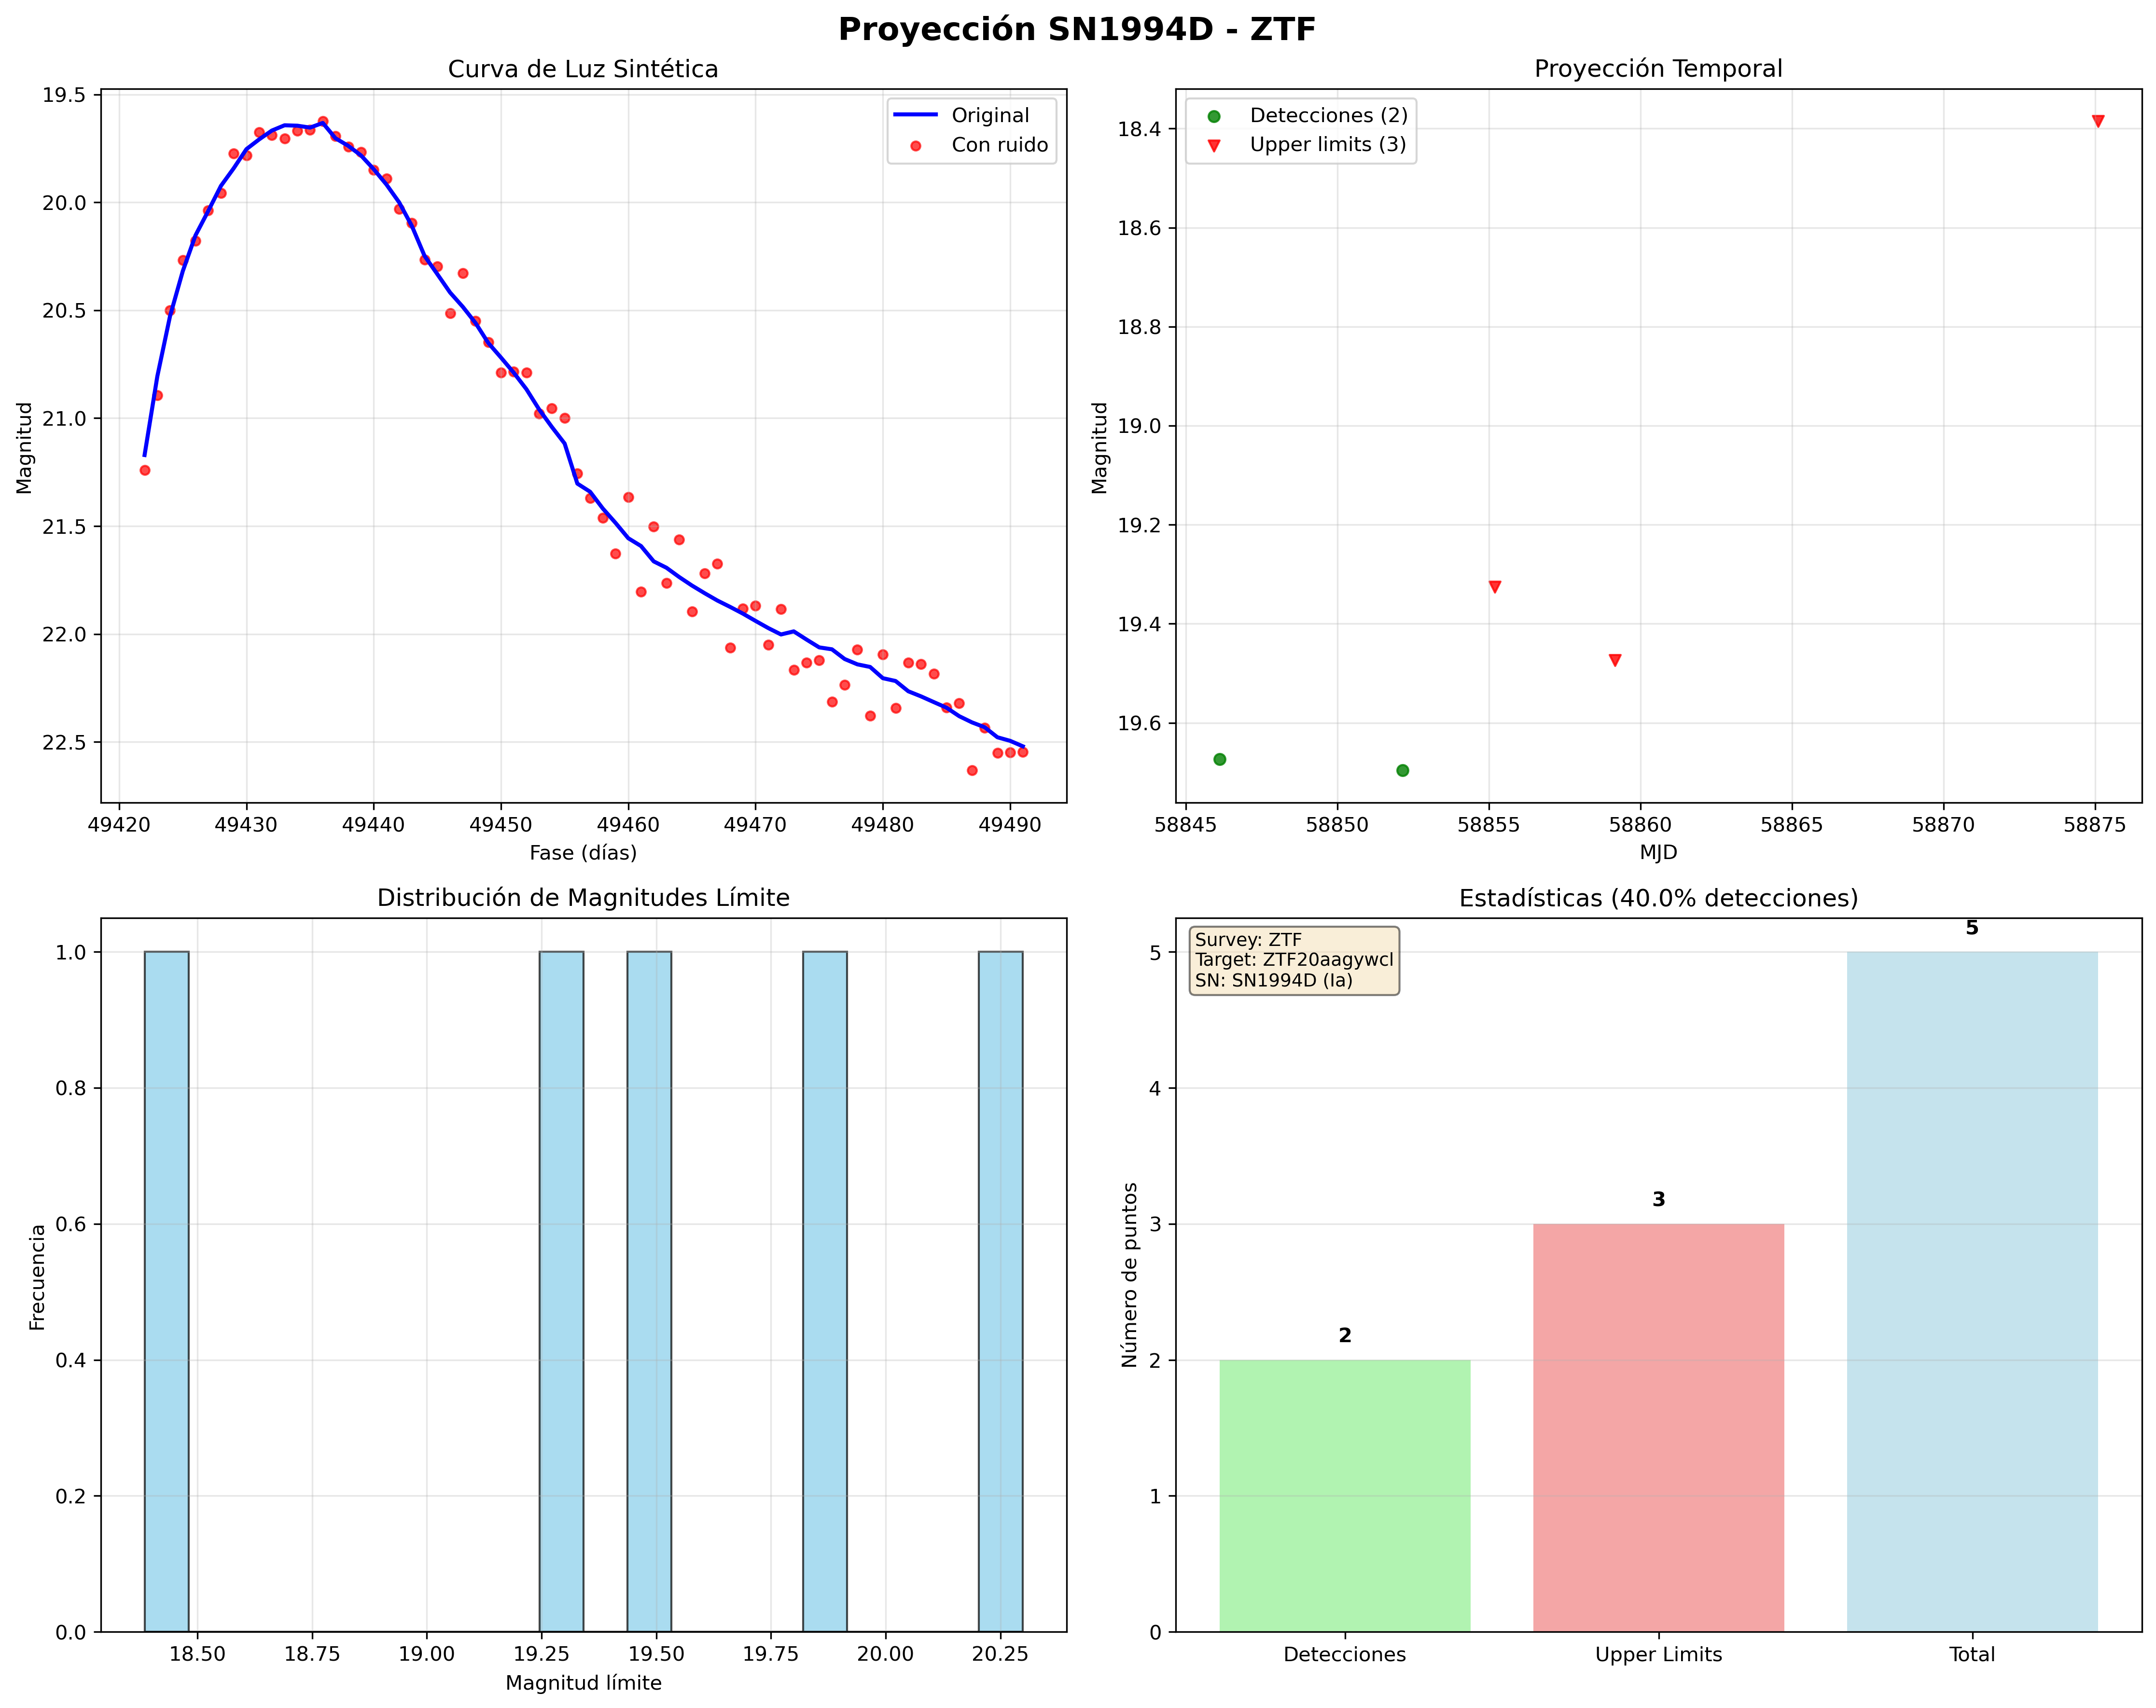 Proyección SN1994D - ZTF
Curva de Luz Sintética
19.5
20.0
20.5
21.0
21.5
22.0
22.5
Magnitud
Original
Con ruido
49420
49430
49440
49450
49460
49470
49480
49490
Fase (días)
Proyección Temporal
18.4
18.6
18.8
19.0
19.2
19.4
19.6
Magnitud
Detecciones (2)
Upper limits (3)
58845
58850
58855
58860
58865
58870
58875
MJD
Distribución de Magnitudes Límite
1.0
0.8
0.6
0.4
0.2
0.0
Frecuencia
18.50
18.75
19.00
19.25
19.50
19.75
20.00
20.25
Magnitud límite
Estadísticas (40.0% detecciones)
Survey: ZTF
Target: ZTF20aagywcl
SN: SN1994D (Ia)
5
4
3
2
1
0
Número de puntos
2
3
5
Detecciones
Upper Limits
Total